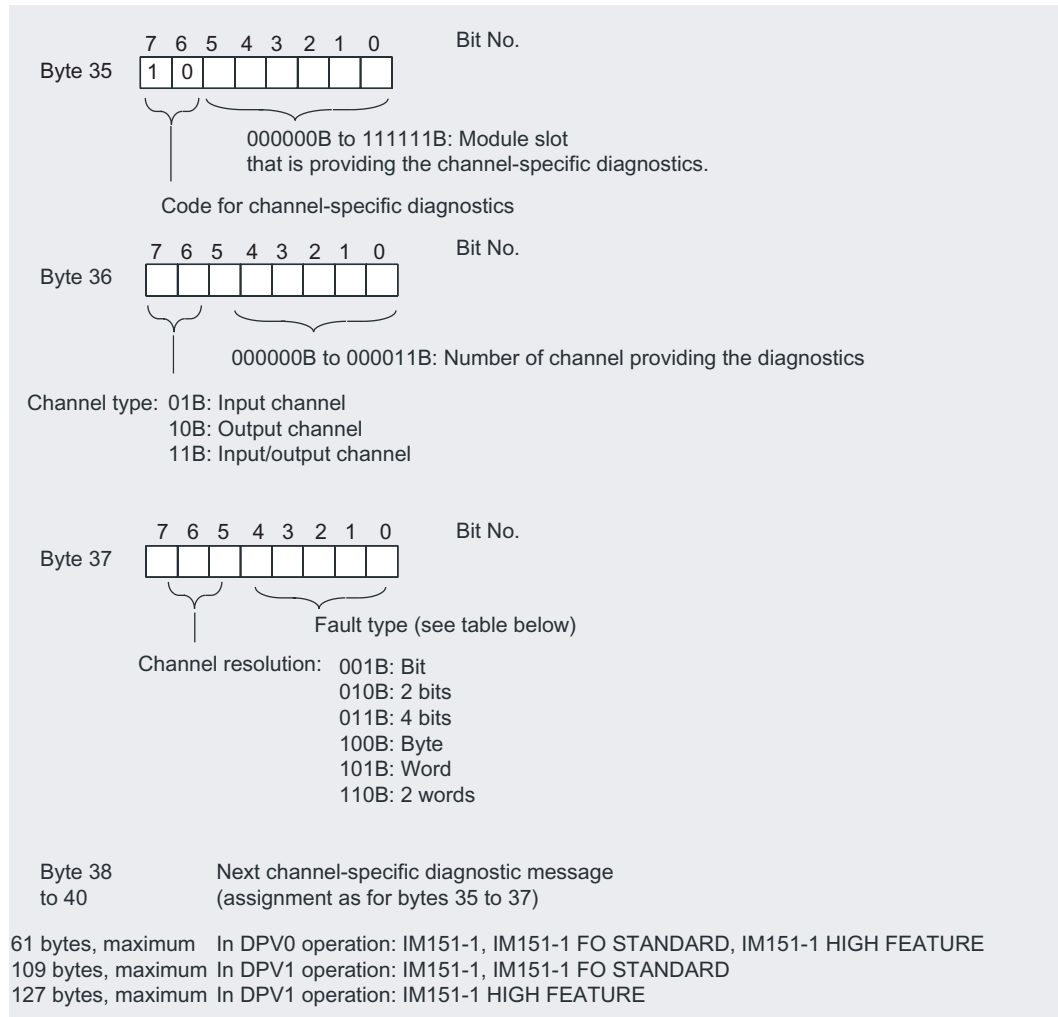 7 6 5 4 3 2 1 0 Bit No.
Byte 35 1 0
000000B to 111111B: Module slot
that is providing the channel-specific diagnostics.
Code for channel-specific diagnostics
7 6 5 4 3 2 1 0 Bit No.
Byte 36
000000B to 000011B: Number of channel providing the diagnostics
Channel type: 01B: Input channel
10B: Output channel
11B: Input/output channel
7 6 5 4 3 2 1 0 Bit No.
Byte 37
Fault type (see table below)
Channel resolution: 001B: Bit
010B: 2 bits
011B: 4 bits
100B: Byte
101B: Word
110B: 2 words
Byte 38 Next channel-specific diagnostic message
to 40 (assignment as for bytes 35 to 37)
61 bytes, maximum In DPV0 operation: IM151-1, IM151-1 FO STANDARD, IM151-1 HIGH FEATURE
109 bytes, maximum In DPV1 operation: IM151-1, IM151-1 FO STANDARD
127 bytes, maximum In DPV1 operation: IM151-1 HIGH FEATURE